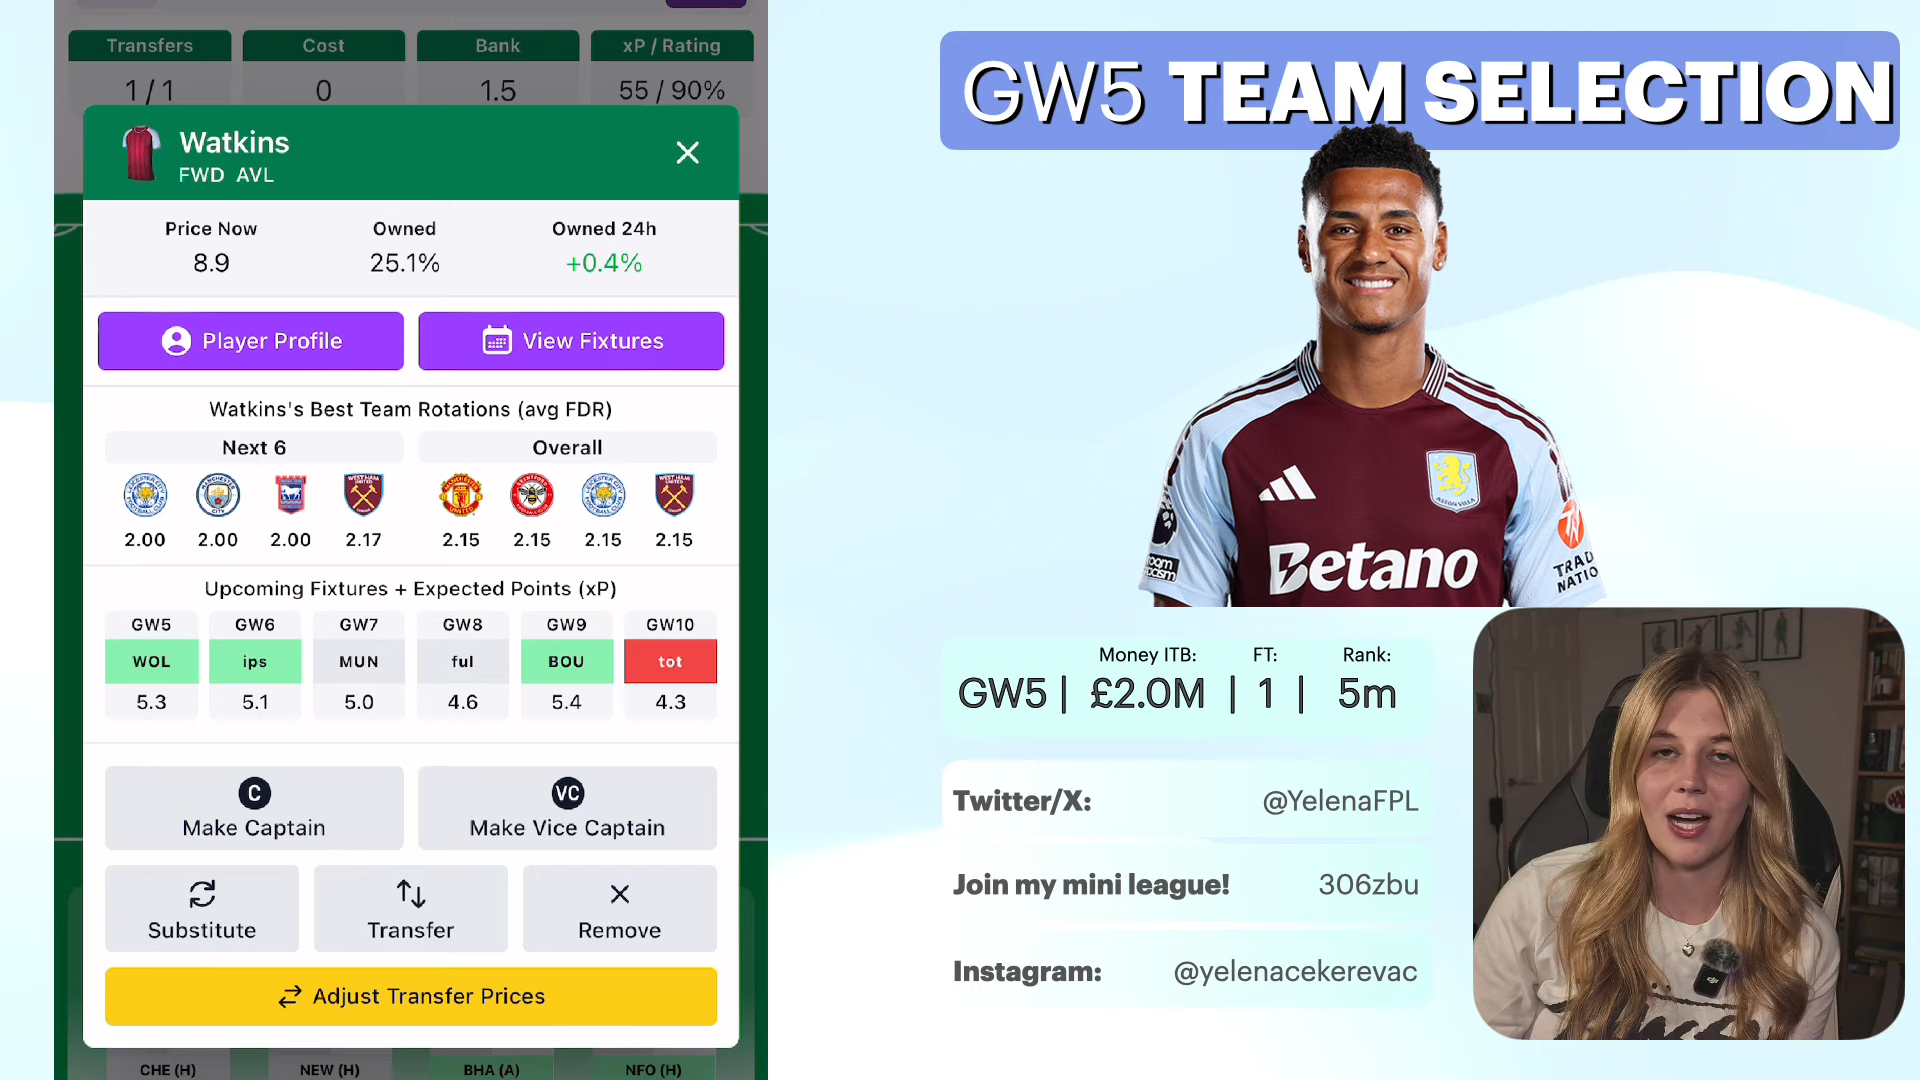 Transfers
Cost
Bank
xP / Rating
1 / 1
0
1.5
55 / 90%
Watkins
FWD AVL
Price Now
Owned
Owned 24h
8.9
25.1%
+0.4%
Player Profile
View Fixtures
Watkins's Best Team Rotations (avg FDR)
Next 6
Overall
2.00
2.00
2.00
2.17
2.15
2.15
2.15
2.15
Upcoming Fixtures + Expected Points (xP)
GW5
GW6
GW7
GW8
GW9
GW10
WOL
ips
MUN
ful
BOU
tot
5.3
5.1
5.0
4.6
5.4
4.3
C
Make Captain
VC
Make Vice Captain
Substitute
Transfer
Remove
Adjust Transfer Prices
CHE (H)
NEW (H)
BHA (A)
NFO (H)
GW5 TEAM SELECTION
ASTON VILLA
Betano
TRAD
NATIO
Money ITB:
FT:
Rank:
GW5 | £2.0M | 1 | 5m
Twitter/X:
@YelenaFPL
Join my mini league!
306zbu
Instagram:
@yelenacekerevac